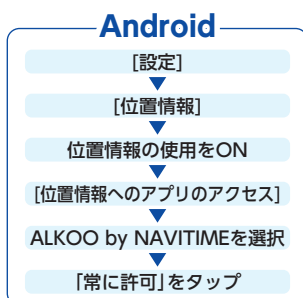 Android
[設定]
[位置情報]
位置情報の使用をON
[位置情報へのアプリのアクセス]
ALKOO by NAVITIMEを選択
「常に許可」をタップ